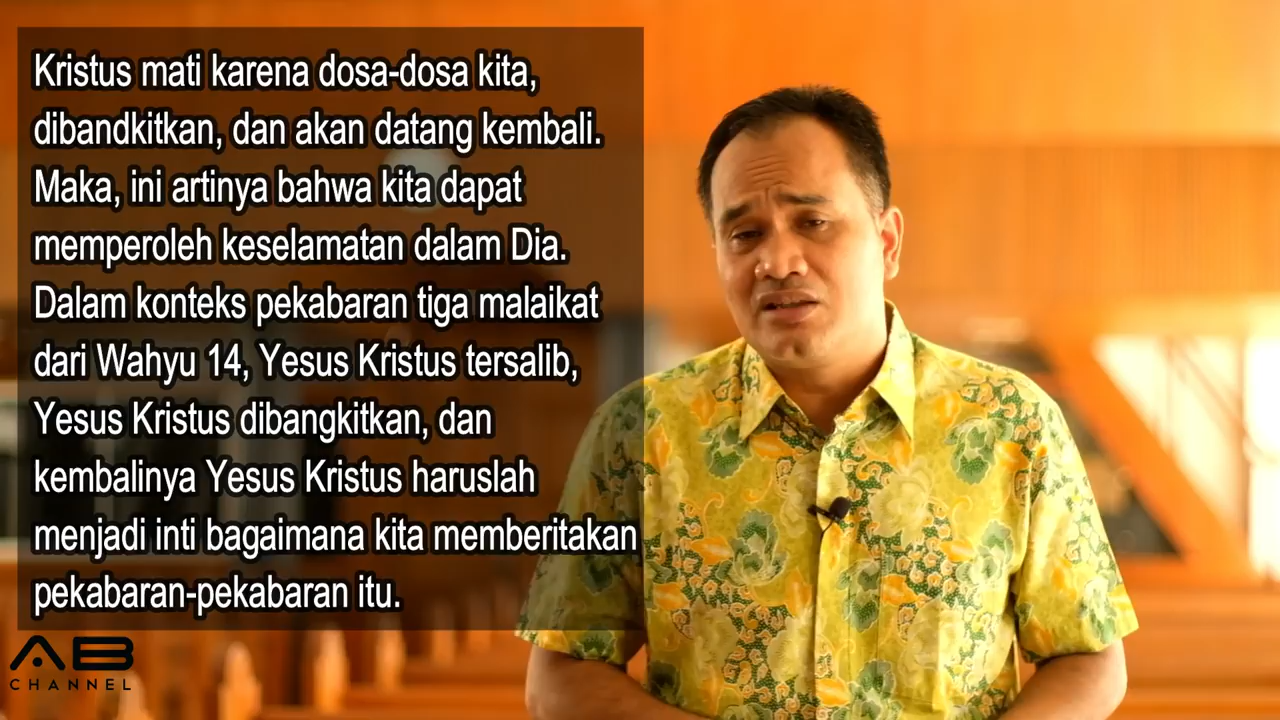 Kristus mati karena dosa-dosa kita,
dibandkitkan, dan akan datang kembali.
Maka, ini artinya bahwa kita dapat
memperoleh keselamatan dalam Dia.
Dalam konteks pekabaran tiga malaikat
dari Wahyu 14, Yesus Kristus tersalib,
Yesus Kristus dibangkitkan, dan
kembalinya Yesus Kristus haruslah
menjadi inti bagaimana kita memberitakan
pekabaran-pekabaran itu.
AB
CHANNEL